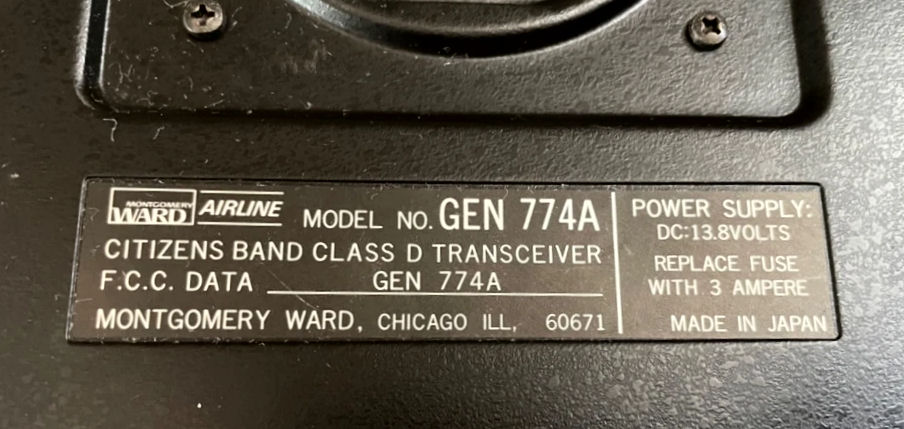 MONTGOMERY
WARD AIRLINE MODEL NO. GEN 774A
CITIZENS BAND CLASS D TRANSCEIVER
F.C.C. DATA GEN 774A
MONTGOMERY WARD, CHICAGO ILL, 60671
POWER SUPPLY:
DC:13.8VOLTS
REPLACE FUSE
WITH 3 AMPERE
MADE IN JAPAN